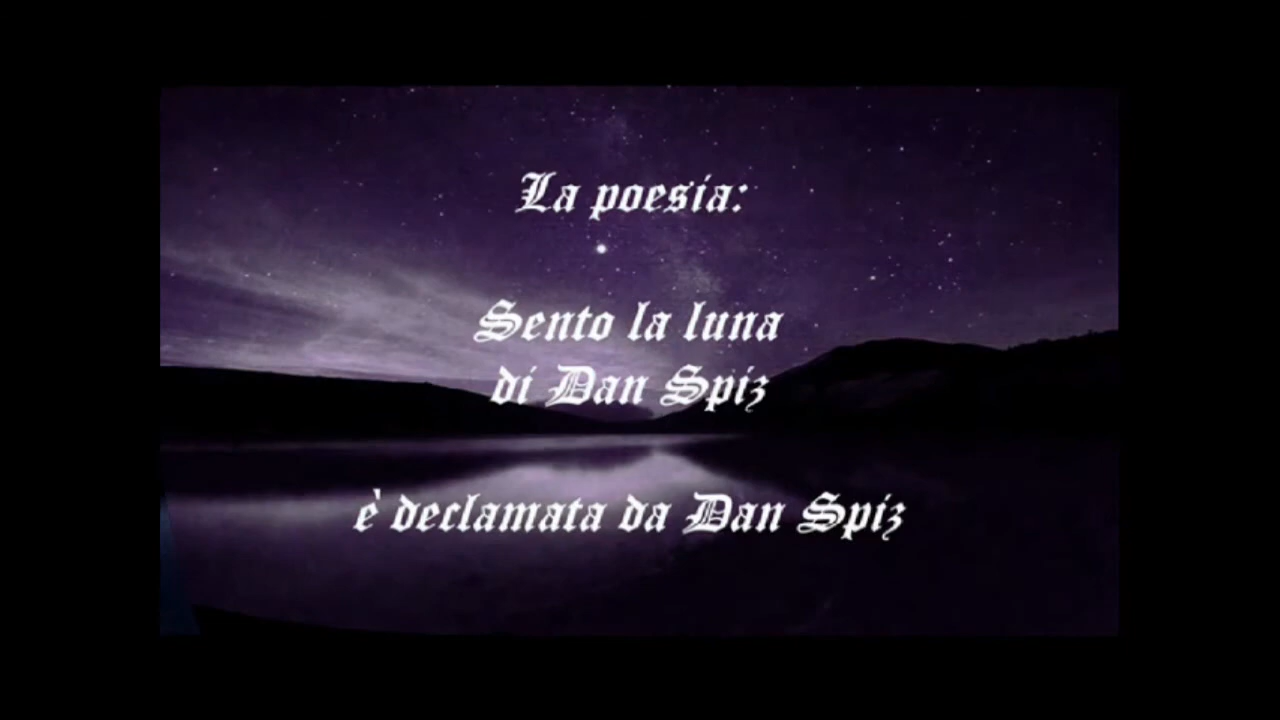 La poesia:
Sento la luna
di Dan Spiz
è declamata da Dan Spiz